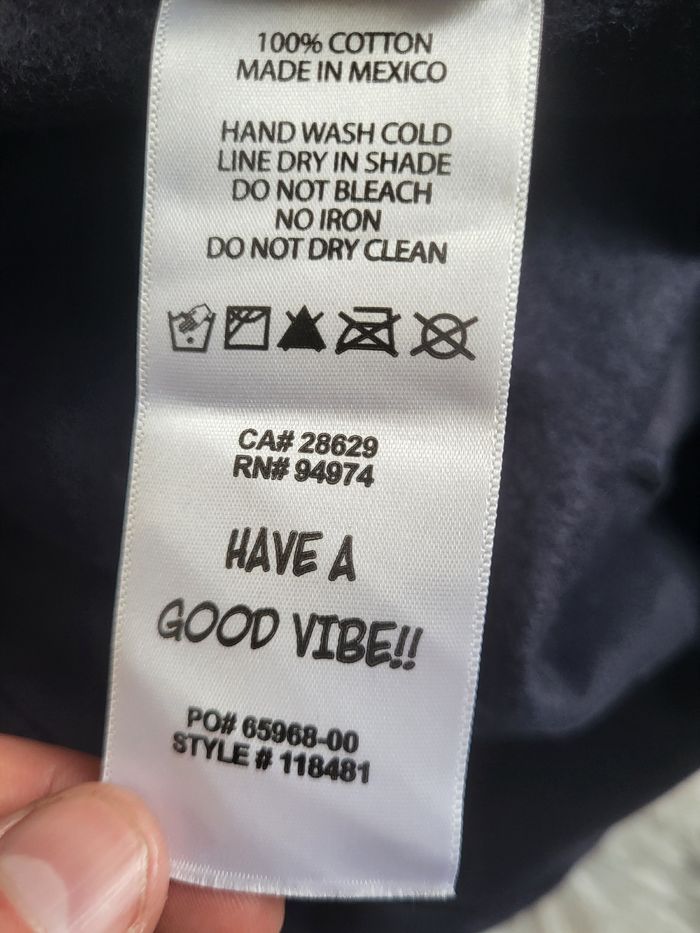 100% COTTON
MADE IN MEXICO
HAND WASH COLD
LINE DRY IN SHADE
DO NOT BLEACH
NO IRON
DO NOT DRY CLEAN
CA# 28629
RN# 94974
HAVE A
GOOD VIBE!!
PO# 65968-00
STYLE # 118481